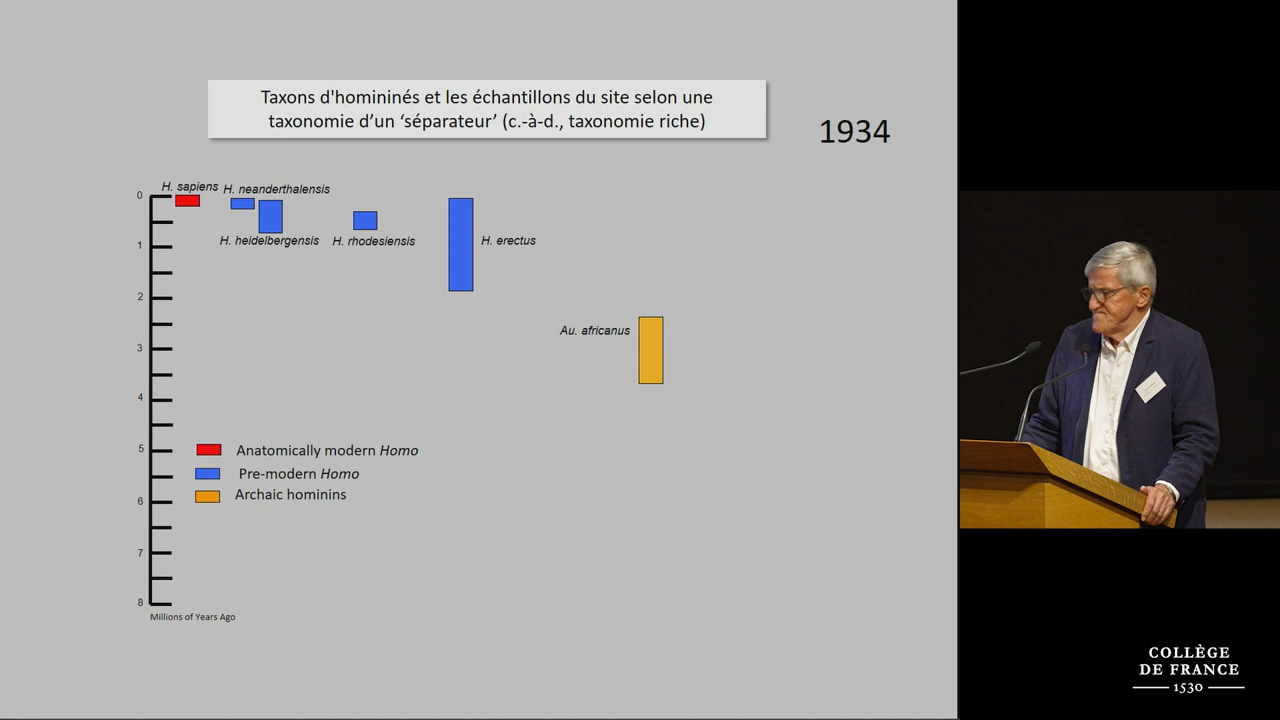 Taxons d'homininés et les échantillons du site selon une
taxonomie d’un ‘séparateur’ (c.-à-d., taxonomie riche)
1934
H. sapiens
H. neanderthalensis
H. heidelbergensis
H. rhodesiensis
H. erectus
Au. africanus
0
1
2
3
4
5
6
7
8
Anatomically modern Homo
Pre-modern Homo
Archaic hominins
Millions of Years Ago
COLLÈGE
DE FRANCE
1530